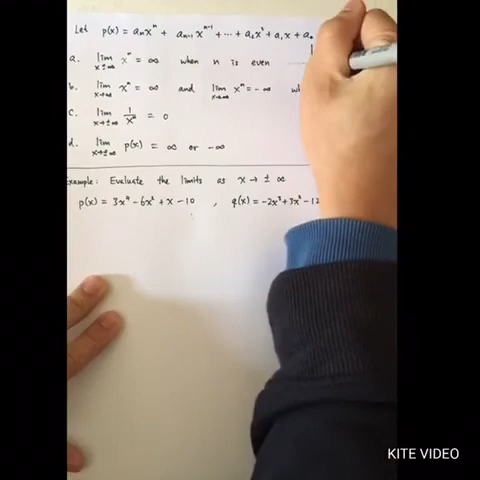 Let p(x) = aₙxⁿ + aₙ₋₁xⁿ⁻¹ + ... + a₂x² + a₁x + a₀
a. lim x→±∞ xⁿ = ∞ when n is even
b. lim x→∞ xⁿ = ∞ and lim x→-∞ xⁿ = -∞
c. lim x→±∞ 1/xⁿ = 0
d. lim x→±∞ p(x) = ∞ or -∞
Example: Evaluate the limits as x → ±∞
p(x) = 3x⁴ - 6x² + x - 10 , q(x) = -2x³ + 3x² - 12
KITE VIDEO